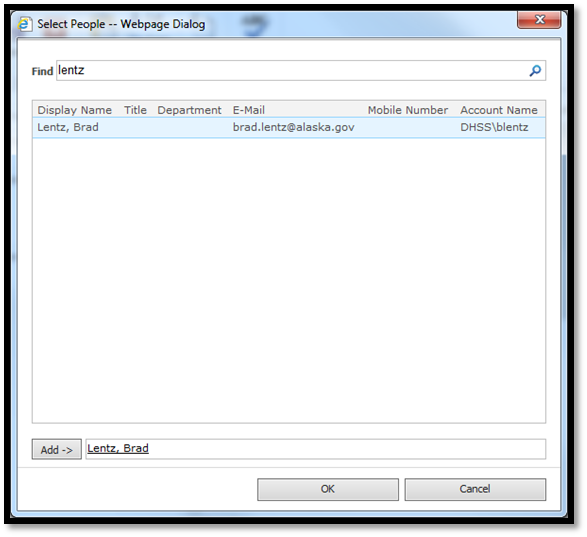 Select People -- Webpage Dialog
Find lentz
Display Name Title Department E-Mail Mobile Number Account Name
Lentz, Brad brad.lentz@alaska.gov DHSS\blentz
Add -> Lentz, Brad
OK Cancel